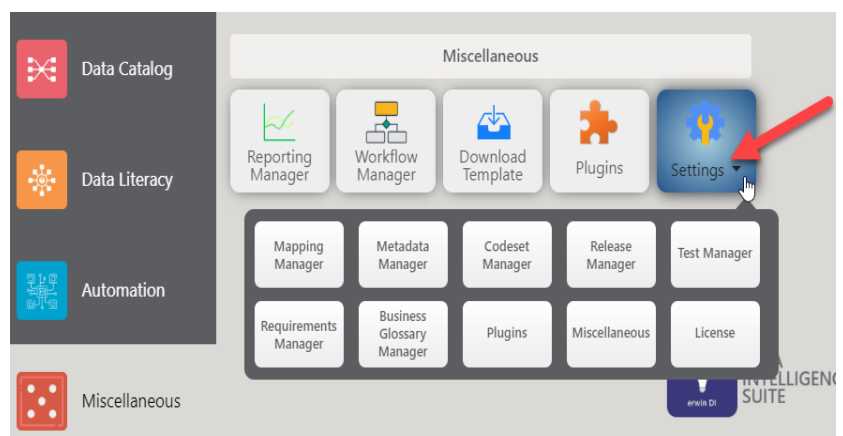 Data Catalog
Data Literacy
Automation
Miscellaneous
Miscellaneous
Reporting
Manager
Workflow
Manager
Download
Template
Plugins
Settings
Mapping
Manager
Metadata
Manager
Codeset
Manager
Release
Manager
Test Manager
Requirements
Manager
Business
Glossary
Manager
Plugins
Miscellaneous
License
erwin DI
SUITE